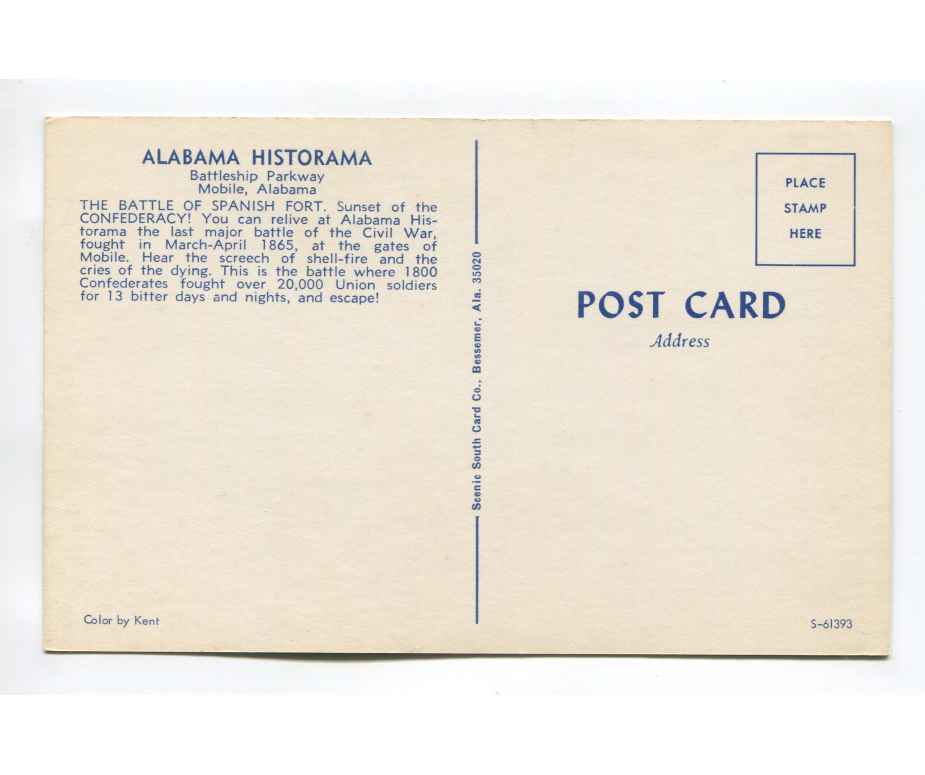 ALABAMA HISTORAMA
Battleship Parkway
Mobile, Alabama
THE BATTLE OF SPANISH FORT. Sunset of the
CONFEDERACY! You can relive at Alabama His-
torama the last major battle of the Civil War,
fought in March-April 1865, at the gates of
Mobile. Hear the screech of shell-fire and the
cries of the dying. This is the battle where 1800
Confederates fought over 20,000 Union soldiers
for 13 bitter days and nights, and escape!
Color by Kent
Scenic South Card Co., Bessemer, Ala. 35020
PLACE
STAMP
HERE
POST CARD
Address
S-61393